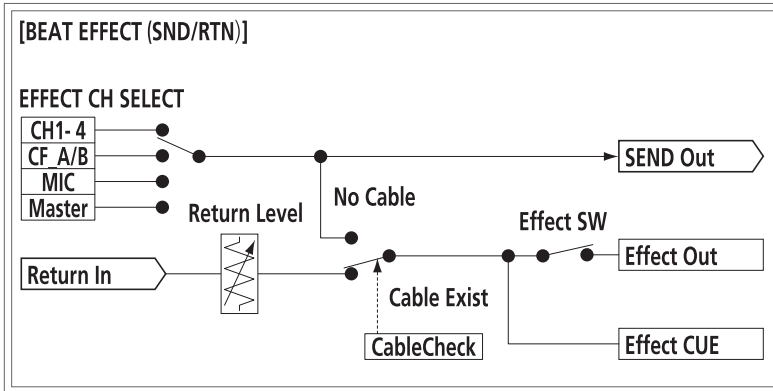 [BEAT EFFECT (SND/RTN)]
EFFECT CH SELECT
CH1- 4
CF_A/B
MIC
Master
SEND Out
No Cable
Return Level
Effect SW
Return In
Effect Out
Cable Exist
CableCheck
Effect CUE